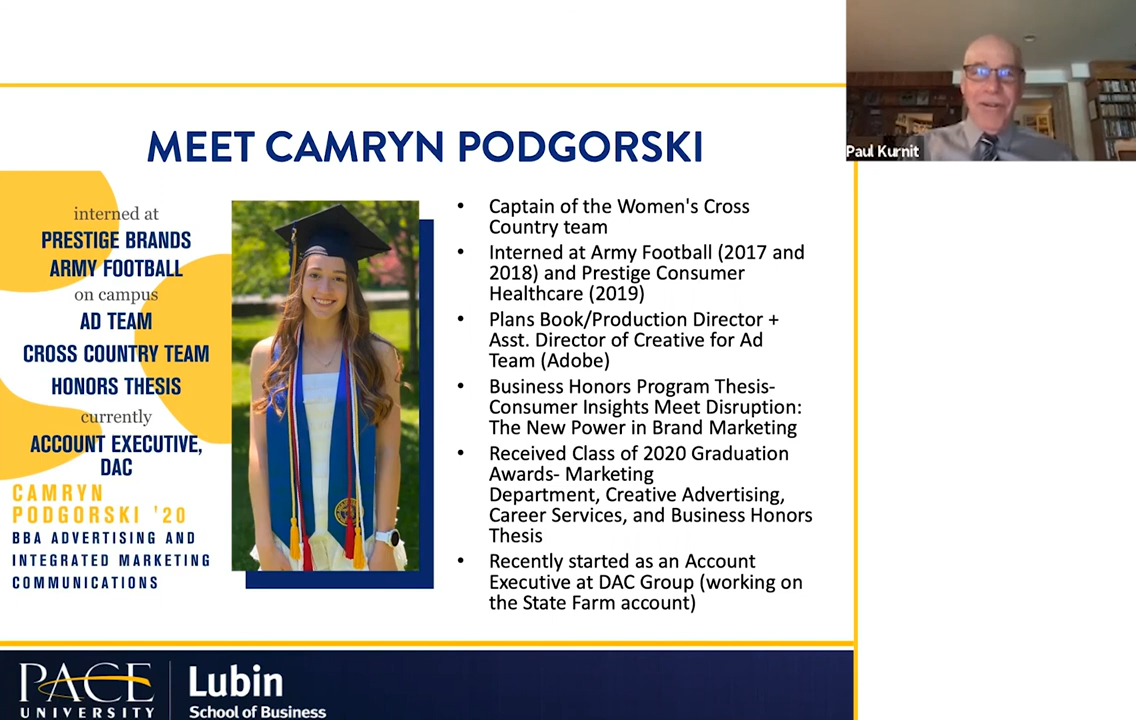 MEET CAMRYN PODGORSKI
Paul Kurnit
interned at
PRESTIGE BRANDS
ARMY FOOTBALL
on campus
AD TEAM
CROSS COUNTRY TEAM
HONORS THESIS
currently
ACCOUNT EXECUTIVE,
DAC
CAMRYN
PODGORSKI '20
BBA ADVERTISING AND
INTEGRATED MARKETING
COMMUNICATIONS
• Captain of the Women's Cross
Country team
• Interned at Army Football (2017 and
2018) and Prestige Consumer
Healthcare (2019)
• Plans Book/Production Director +
Asst. Director of Creative for Ad
Team (Adobe)
• Business Honors Program Thesis-
Consumer Insights Meet Disruption:
The New Power in Brand Marketing
• Received Class of 2020 Graduation
Awards- Marketing
Department, Creative Advertising,
Career Services, and Business Honors
Thesis
• Recently started as an Account
Executive at DAC Group (working on
the State Farm account)
PACE
UNIVERSITY
Lubin
School of Business